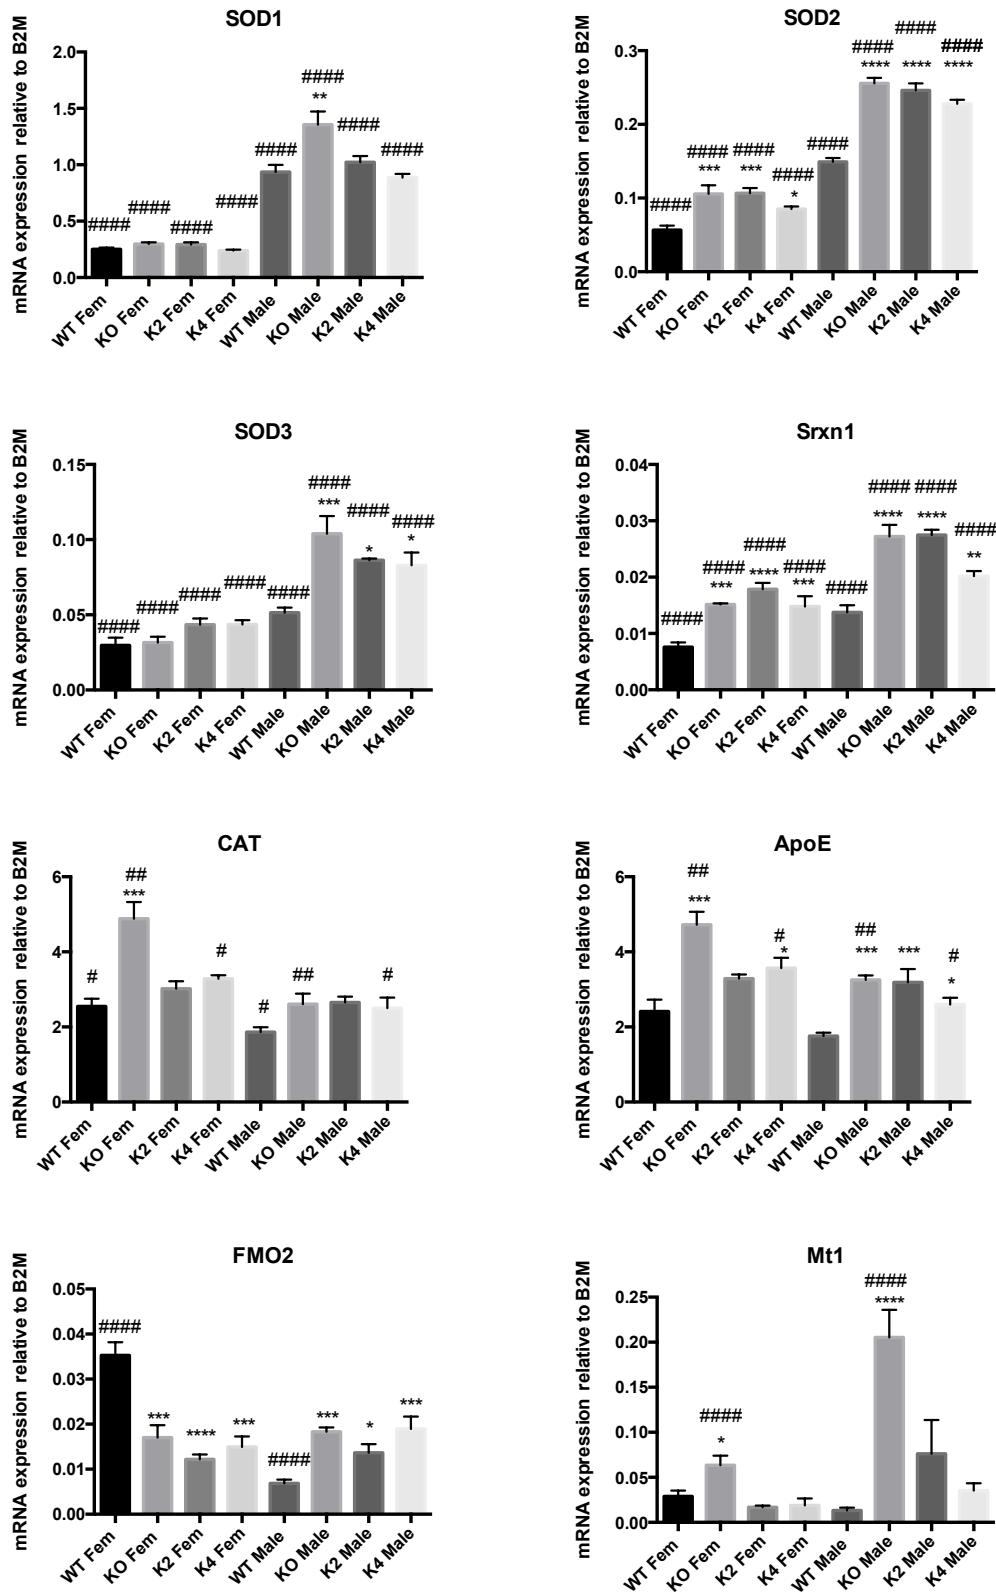 SOD1
mRNA expression relative to B2M
2.0
1.5
1.0
0.5
0.0
####
####
####
####
####
####
**
####
####
WT Fem
KO Fem
K2 Fem
K4 Fem
WT Male
KO Male
K2 Male
K4 Male
SOD2
mRNA expression relative to B2M
0.3
0.2
0.1
0.0
####
####
***
####
***
####
*
####
####
****
####
****
####
****
WT Fem
KO Fem
K2 Fem
K4 Fem
WT Male
KO Male
K2 Male
K4 Male
SOD3
mRNA expression relative to B2M
0.15
0.10
0.05
0.00
####
####
####
####
####
####
***
####
*
####
*
WT Fem
KO Fem
K2 Fem
K4 Fem
WT Male
KO Male
K2 Male
K4 Male
Srxn1
mRNA expression relative to B2M
0.04
0.03
0.02
0.01
0.00
####
####
***
####
****
####
***
####
####
****
####
****
####
**
WT Fem
KO Fem
K2 Fem
K4 Fem
WT Male
KO Male
K2 Male
K4 Male
CAT
mRNA expression relative to B2M
6
4
2
0
#
##
***
#
#
##
#
WT Fem
KO Fem
K2 Fem
K4 Fem
WT Male
KO Male
K2 Male
K4 Male
ApoE
mRNA expression relative to B2M
6
4
2
0
##
***
#
*
##
***
***
#
*
WT Fem
KO Fem
K2 Fem
K4 Fem
WT Male
KO Male
K2 Male
K4 Male
FMO2
mRNA expression relative to B2M
0.05
0.04
0.03
0.02
0.01
0.00
####
***
****
***
####
***
*
***
WT Fem
KO Fem
K2 Fem
K4 Fem
WT Male
KO Male
K2 Male
K4 Male
Mt1
mRNA expression relative to B2M
0.25
0.20
0.15
0.10
0.05
0.00
####
*
####
****
WT Fem
KO Fem
K2 Fem
K4 Fem
WT Male
KO Male
K2 Male
K4 Male